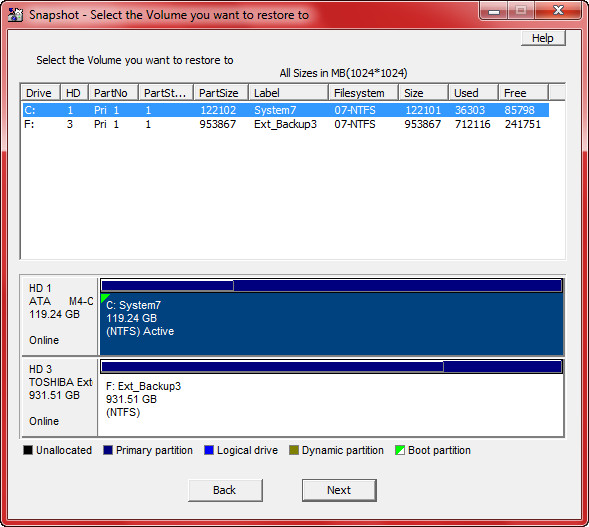 Snapshot - Select the Volume you want to restore to
Help
Select the Volume you want to restore to
All Sizes in MB(1024*1024)
Drive HD PartNo PartSt... PartSize Label Filesystem Size Used Free
C: 1 Pri 1 1 122102 System7 07-NTFS 122101 36303 85798
F: 3 Pri 1 1 953867 Ext_Backup3 07-NTFS 953867 712116 241751
HD 1
ATA M4-C
119.24 GB
Online
C: System7
119.24 GB
(NTFS) Active
HD 3
TOSHIBA Ext
931.51 GB
Online
F: Ext_Backup3
931.51 GB
(NTFS)
Unallocated Primary partition Logical drive Dynamic partition Boot partition
Back Next